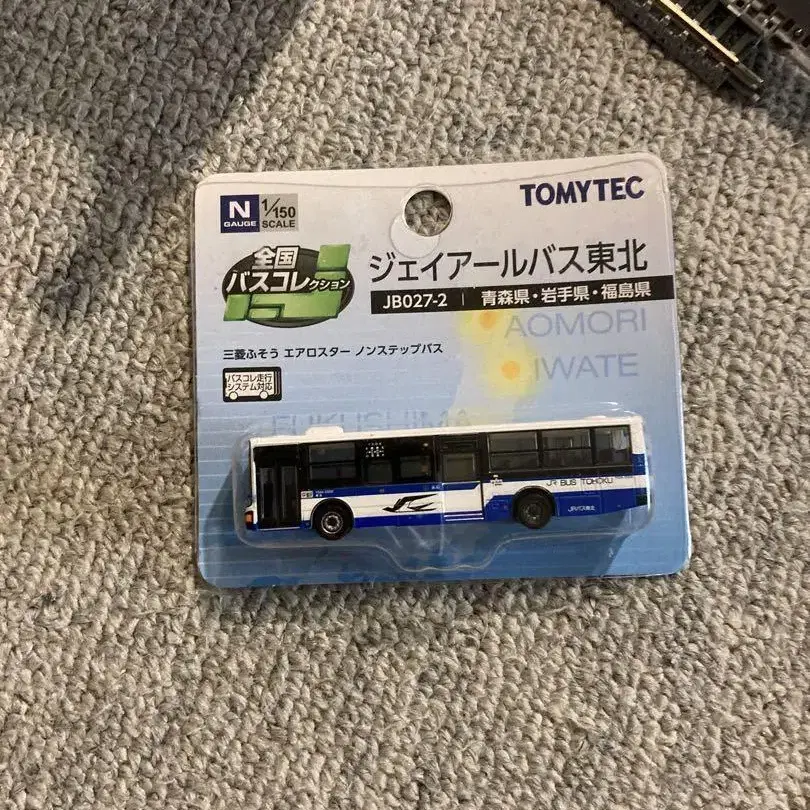 N
GAUGE
1/150
SCALE
TOMYTEC
全国
バスコレクション
ジェイアールバス東北
JB027-2
青森県・岩手県・福島県
AOMORI
IWATE
FUKUSHIMA
三菱ふそう エアロスター ノンステップバス
バスコレ走行
システム対応
JR BUS TOHOKU
JRバス東北